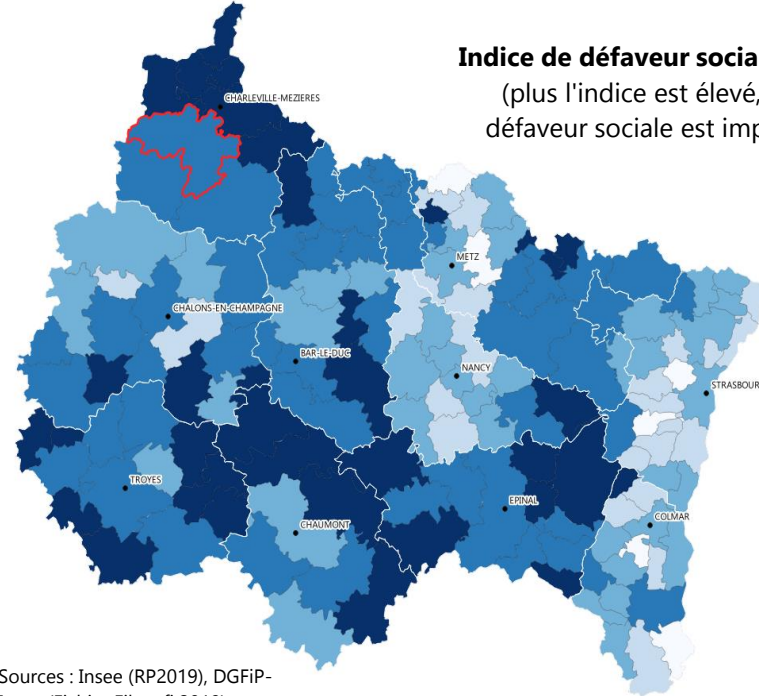 Indice de défaveur socia
(plus l'indice est élevé,
défaveur sociale est imp
CHARLEVILLE-MEZIERES
METZ
CHALONS-EN-CHAMPAGNE
BAR-LE-DUC
NANCY
STRASBOUR
TROYES
EPINAL
CHAUMONT
COLMAR
Sources : Insee (RP2019), DGFiP-